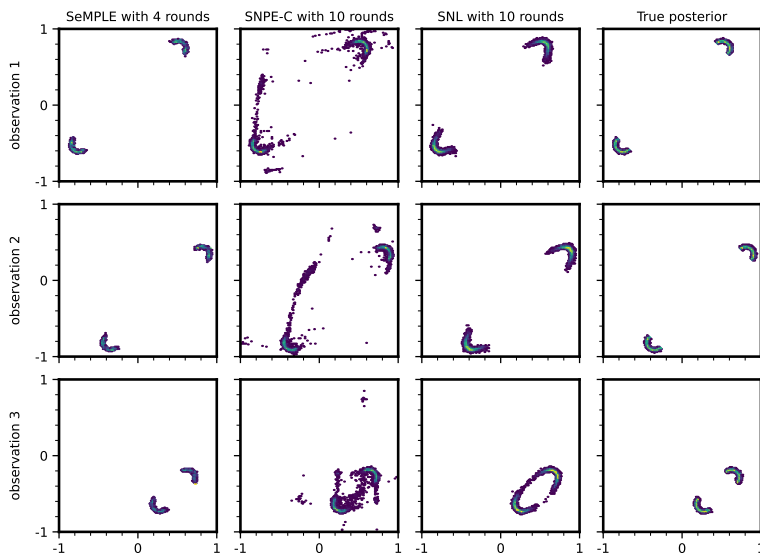 SeMPLE with 4 rounds SNPE-C with 10 rounds SNL with 10 rounds True posterior
observation 1
1
0
-1
observation 2
1
0
-1
observation 3
1
0
-1
-1 0 1 -1 0 1 -1 0 1 -1 0 1